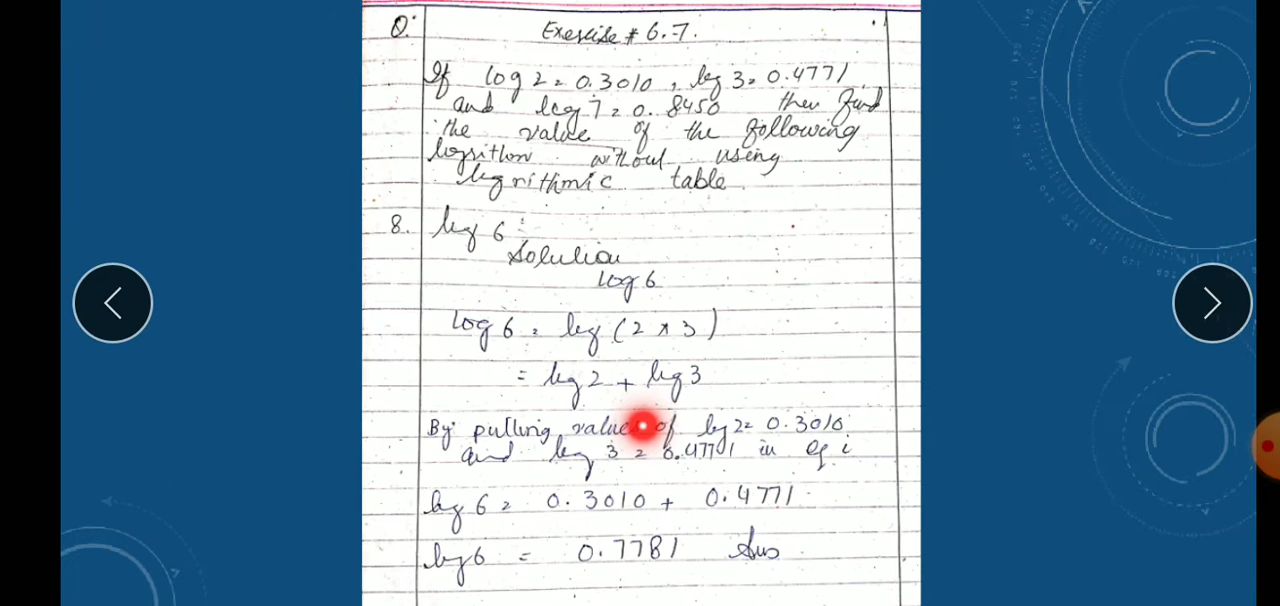 Q.
Exercise # 6.7.
If log 2 = 0.3010, log 3 = 0.4771
and log 7 = 0.8450 then find
the value of the following
logrithm without using
logrithmic table.
8. log 6 :
Solution
log 6
log 6 = log (2 × 3)
= log 2 + log 3
By putting values of log 2 = 0.3010
and log 3 = 0.4771 in eq i
log 6 = 0.3010 + 0.4771
log 6 = 0.7781 Ans